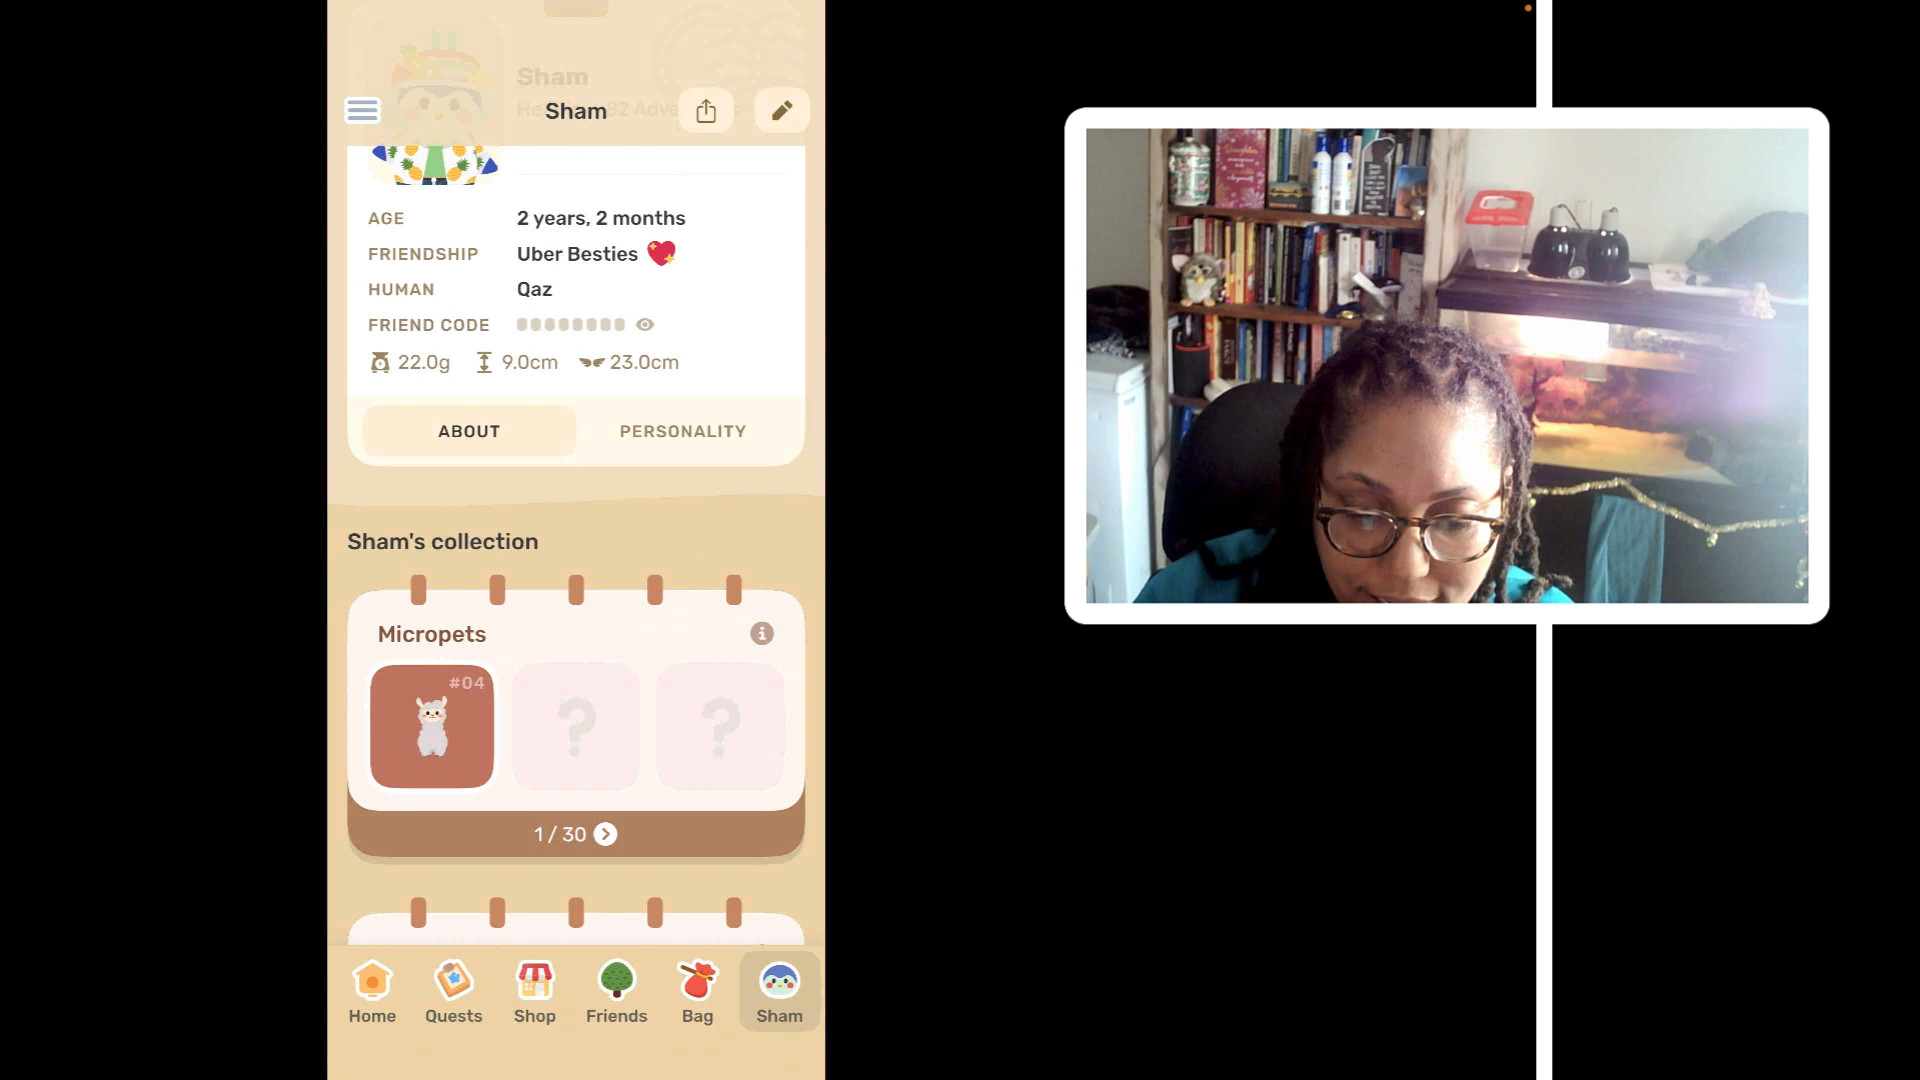 Sham
Sham
AGE
2 years, 2 months
FRIENDSHIP
Uber Besties
HUMAN
Qaz
FRIEND CODE
22.0g
9.0cm
23.0cm
ABOUT
PERSONALITY
Sham's collection
Micropets
#04
?
?
1 / 30
Home
Quests
Shop
Friends
Bag
Sham